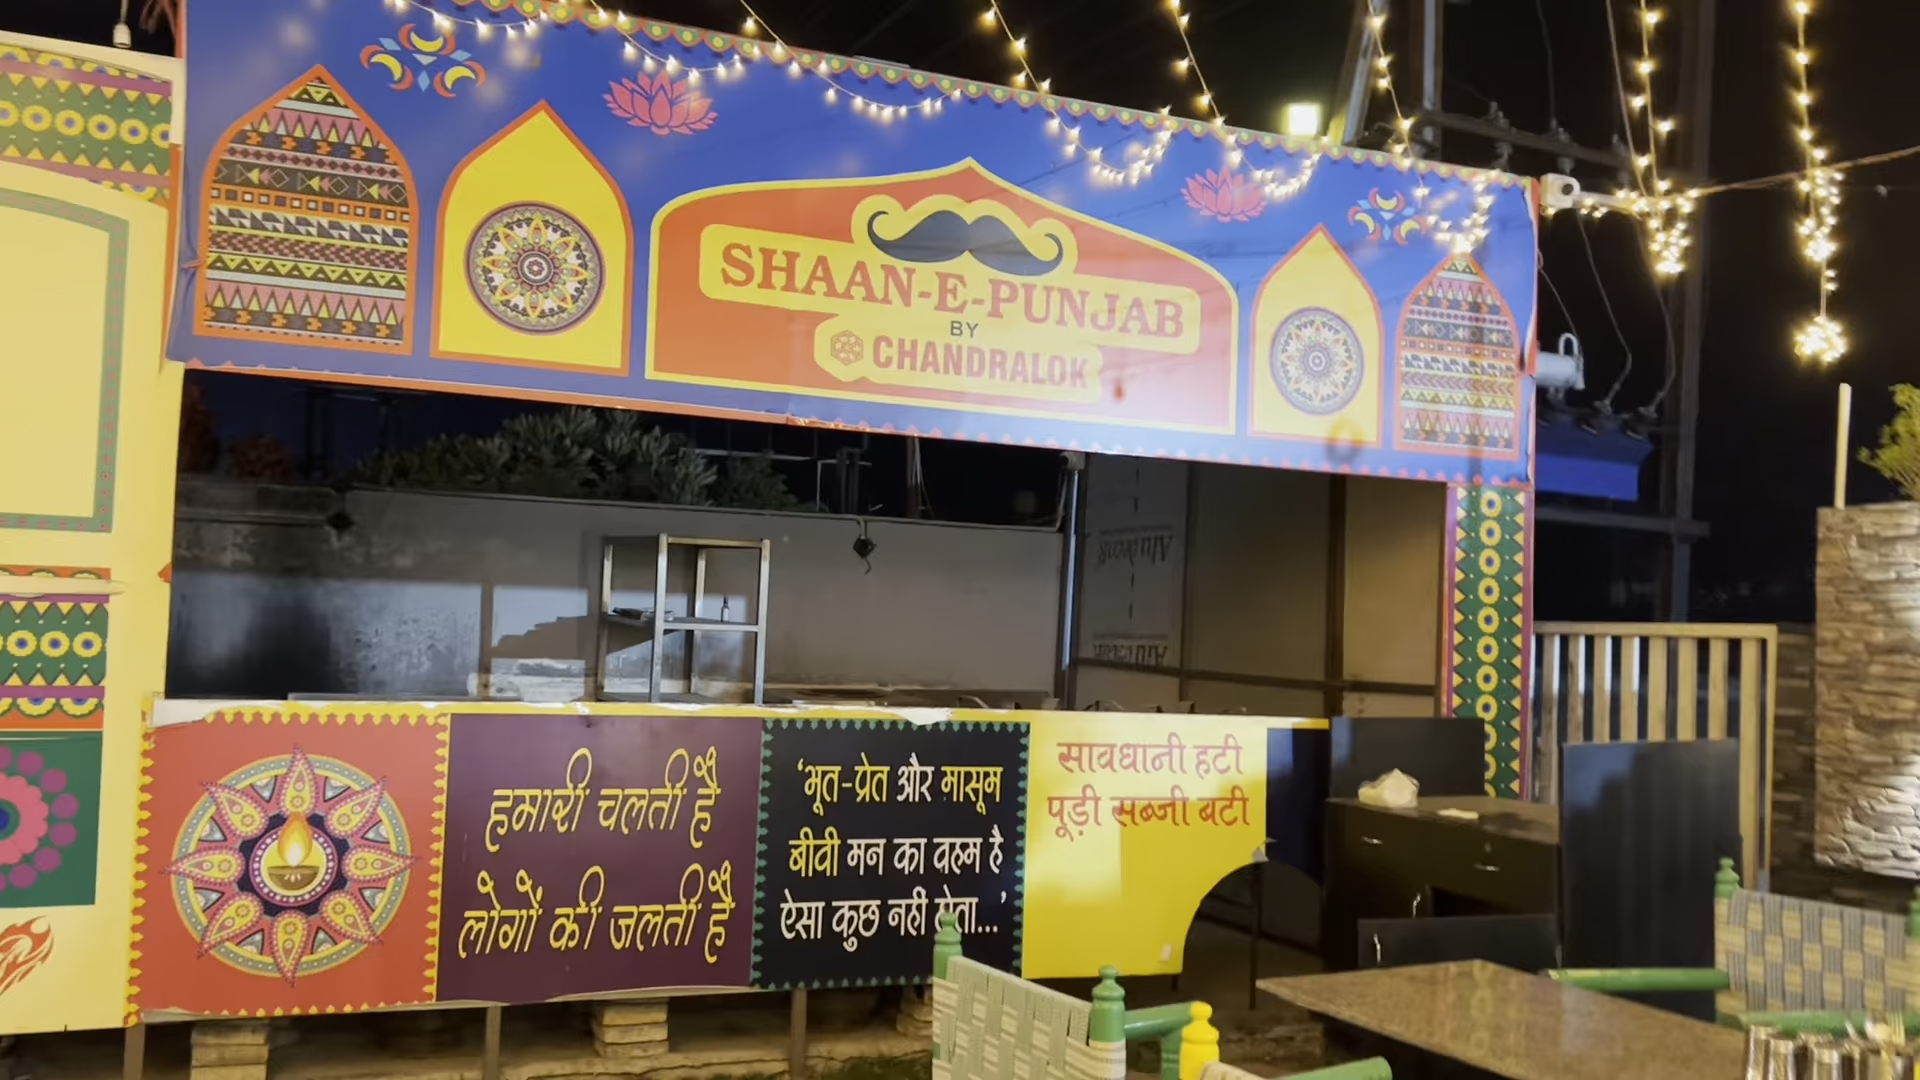 SHAAN-E-PUNJAB
BY
CHANDRALOK
हमारी चलती है
लोगों की जलती है
'भूत-प्रेत और मासूम
बीवी मन का वहम है
ऐसा कुछ नही होता...'
सावधानी हटी
पूड़ी सब्जी बटी